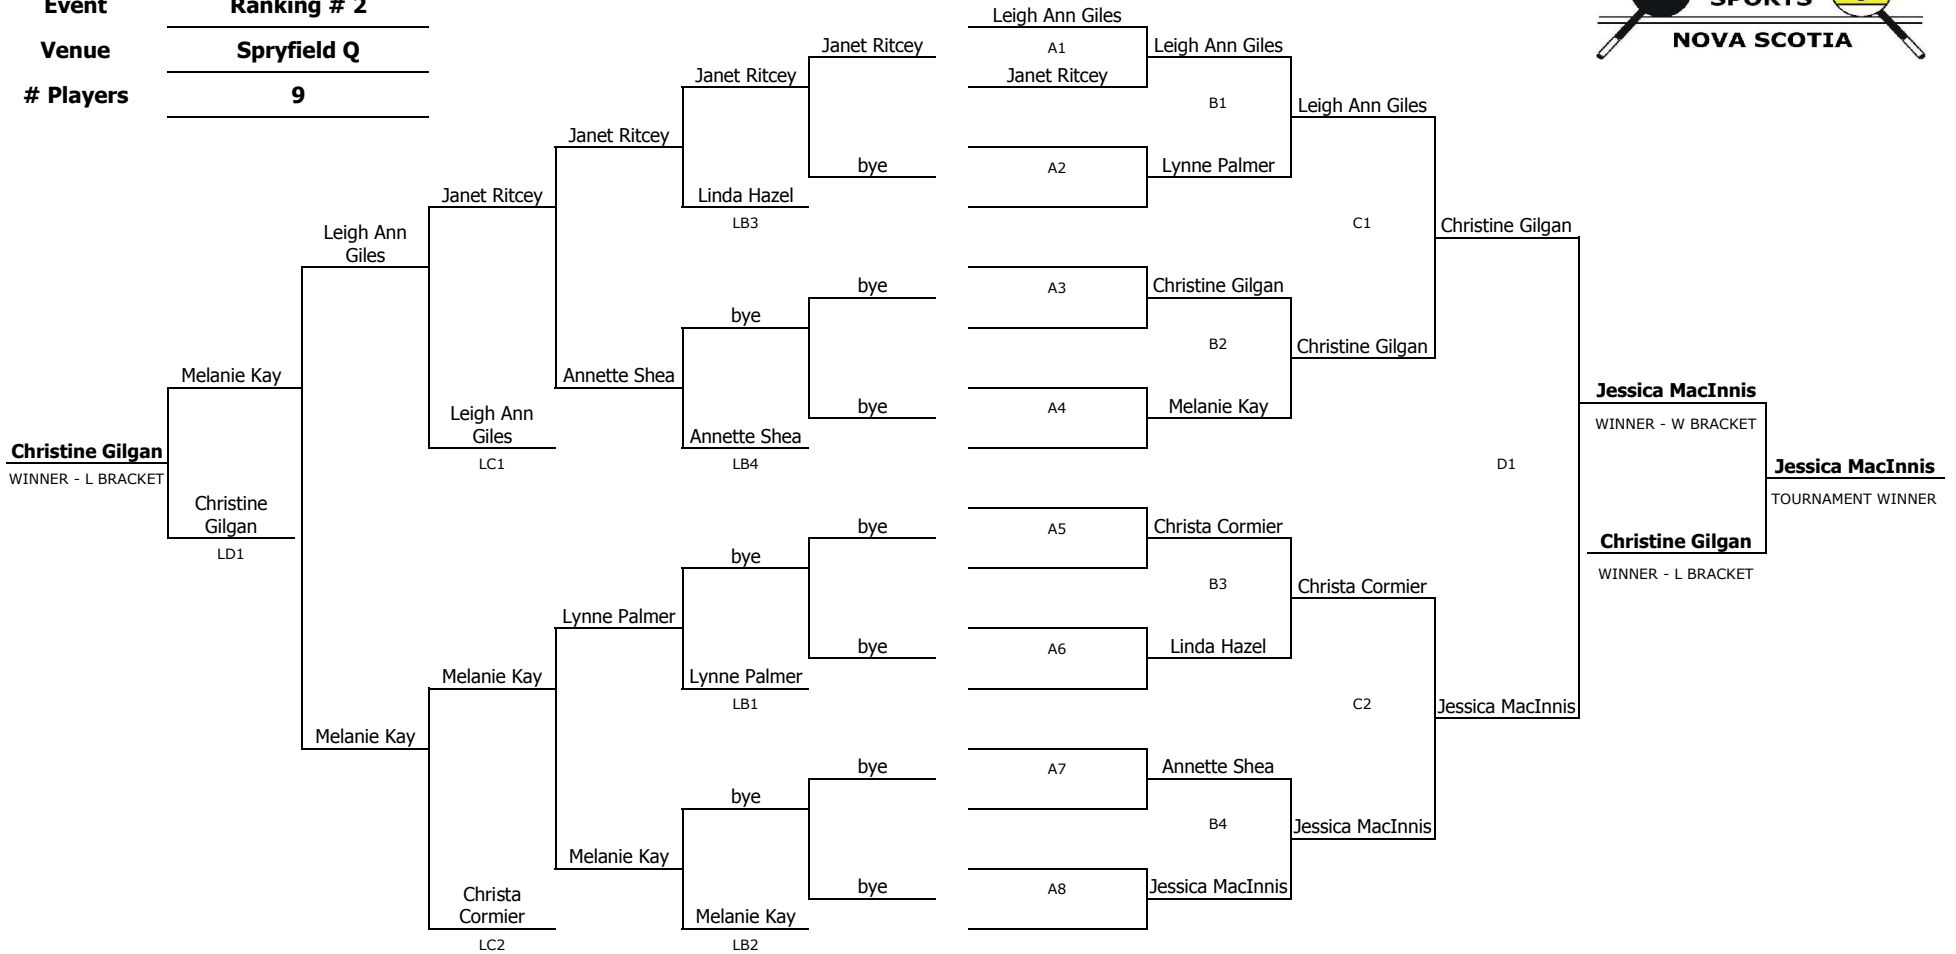 Event Ranking # 2
Venue Spryfield Q
# Players 9
SPORTS
NOVA SCOTIA
Leigh Ann Giles
Janet Ritcey
A1
Leigh Ann Giles
Janet Ritcey
Janet Ritcey
B1
Leigh Ann Giles
Janet Ritcey
bye
A2
Lynne Palmer
Janet Ritcey
Linda Hazel
LB3
C1
Christine Gilgan
Leigh Ann
Giles
bye
A3
Christine Gilgan
bye
B2
Christine Gilgan
Melanie Kay
Annette Shea
Jessica MacInnis
WINNER - W BRACKET
Leigh Ann
Giles
LC1
bye
A4
Melanie Kay
Annette Shea
LB4
D1
Christine Gilgan
WINNER - L BRACKET
Jessica MacInnis
TOURNAMENT WINNER
Christine
Gilgan
LD1
bye
A5
Christa Cormier
Christine Gilgan
WINNER - L BRACKET
bye
B3
Christa Cormier
Lynne Palmer
bye
A6
Linda Hazel
Melanie Kay
Lynne Palmer
LB1
C2
Jessica MacInnis
Melanie Kay
bye
A7
Annette Shea
bye
B4
Jessica MacInnis
Melanie Kay
bye
A8
Jessica MacInnis
Christa
Cormier
LC2
Melanie Kay
LB2